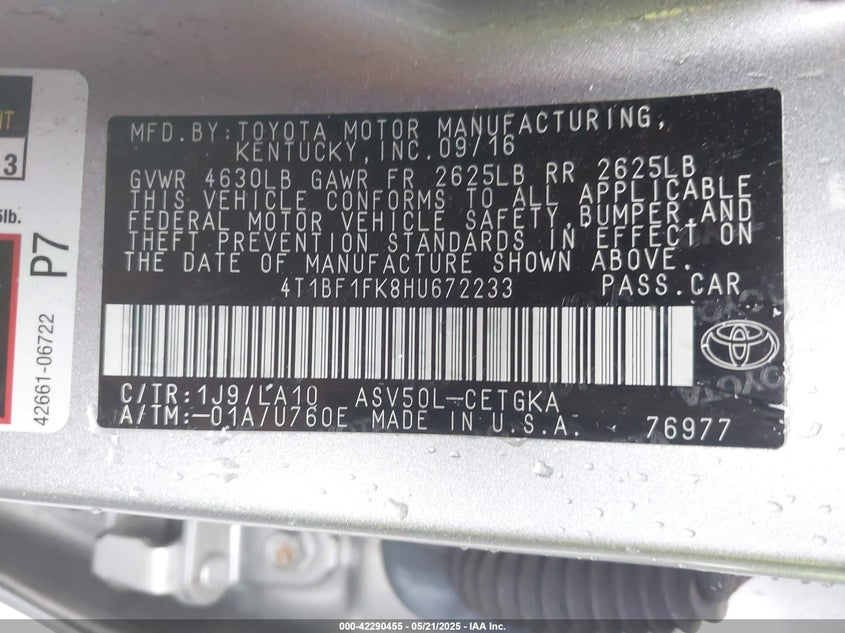 MFD.BY:TOYOTA MOTOR MANUFACTURING,
KENTUCKY,INC.09/16
GVWR 4630LB GAWR FR 2625LB RR 2625LB
THIS VEHICLE CONFORMS TO ALL APPLICABLE
FEDERAL MOTOR VEHICLE SAFETY,BUMPER,AND
THEFT PREVENTION STANDARDS IN EFFECT ON
THE DATE OF MANUFACTURE SHOWN ABOVE.
4T1BF1FK8HU672233 PASS.CAR
C/TR:1J9/LA10 ASV50L-CETGKA
A/TM:-01A/U760E MADE IN U.S.A. 76977
3
lb.
P7
42661-06722
000-42290455 - 05/21/2025 - IAA Inc.